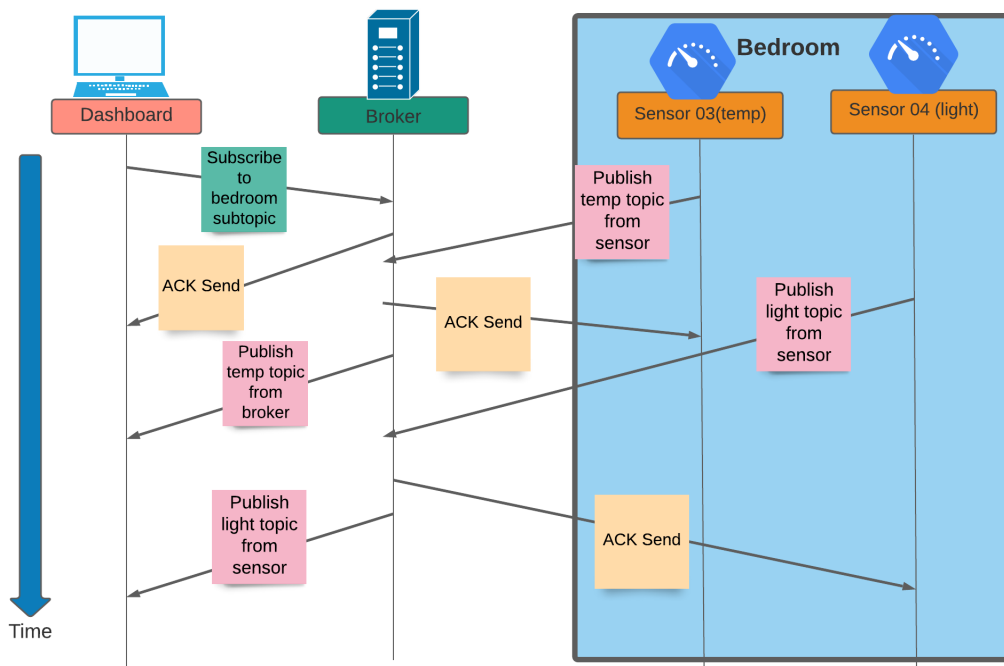 Bedroom
Dashboard
Broker
Sensor 03(temp)
Sensor 04 (light)
Subscribe
to
bedroom
subtopic
Publish
temp topic
from
sensor
ACK Send
ACK Send
Publish
light topic
from
sensor
Publish
temp topic
from
broker
Publish
light topic
from
sensor
ACK Send
Time